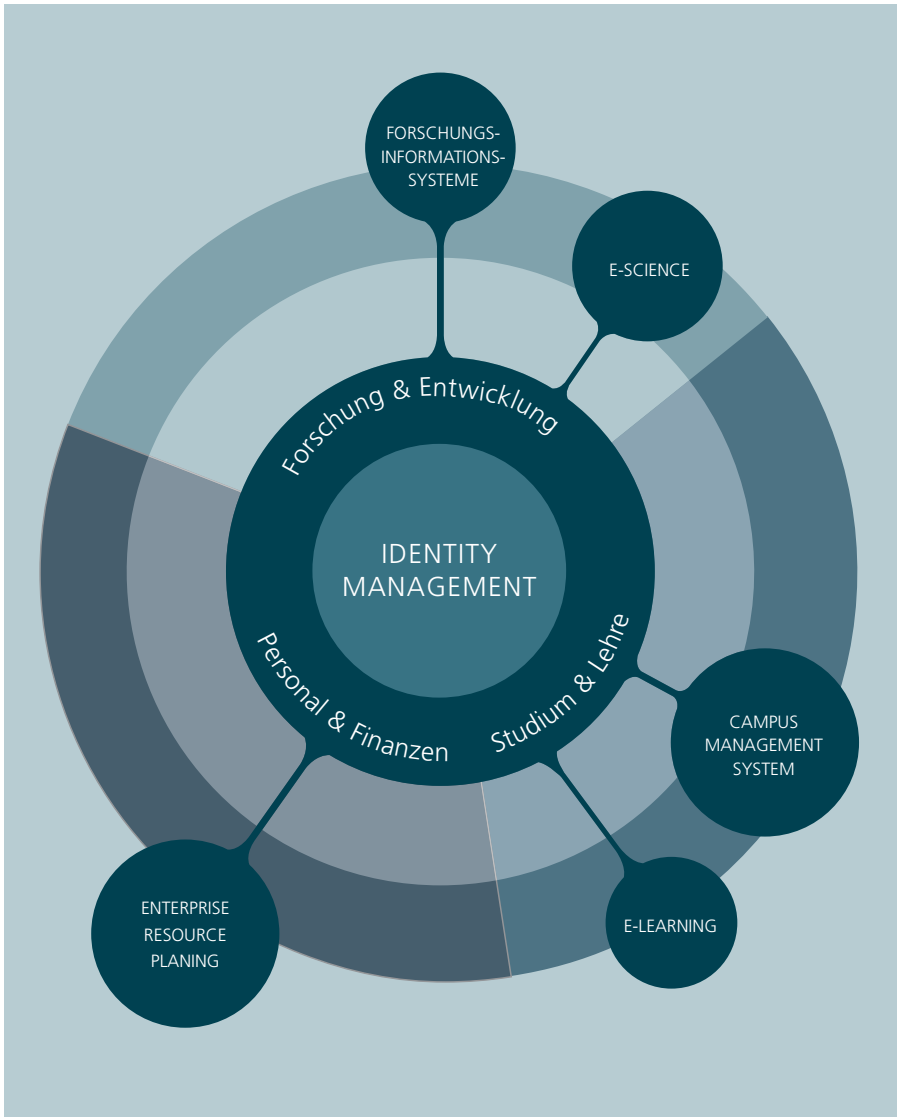 FORSCHUNGS-
INFORMATIONS-
SYSTEME
E-SCIENCE
Forschung & Entwicklung
IDENTITY
MANAGEMENT
Personal & Finanzen
Studium & Lehre
CAMPUS
MANAGEMENT
SYSTEM
ENTERPRISE
RESOURCE
PLANING
E-LEARNING